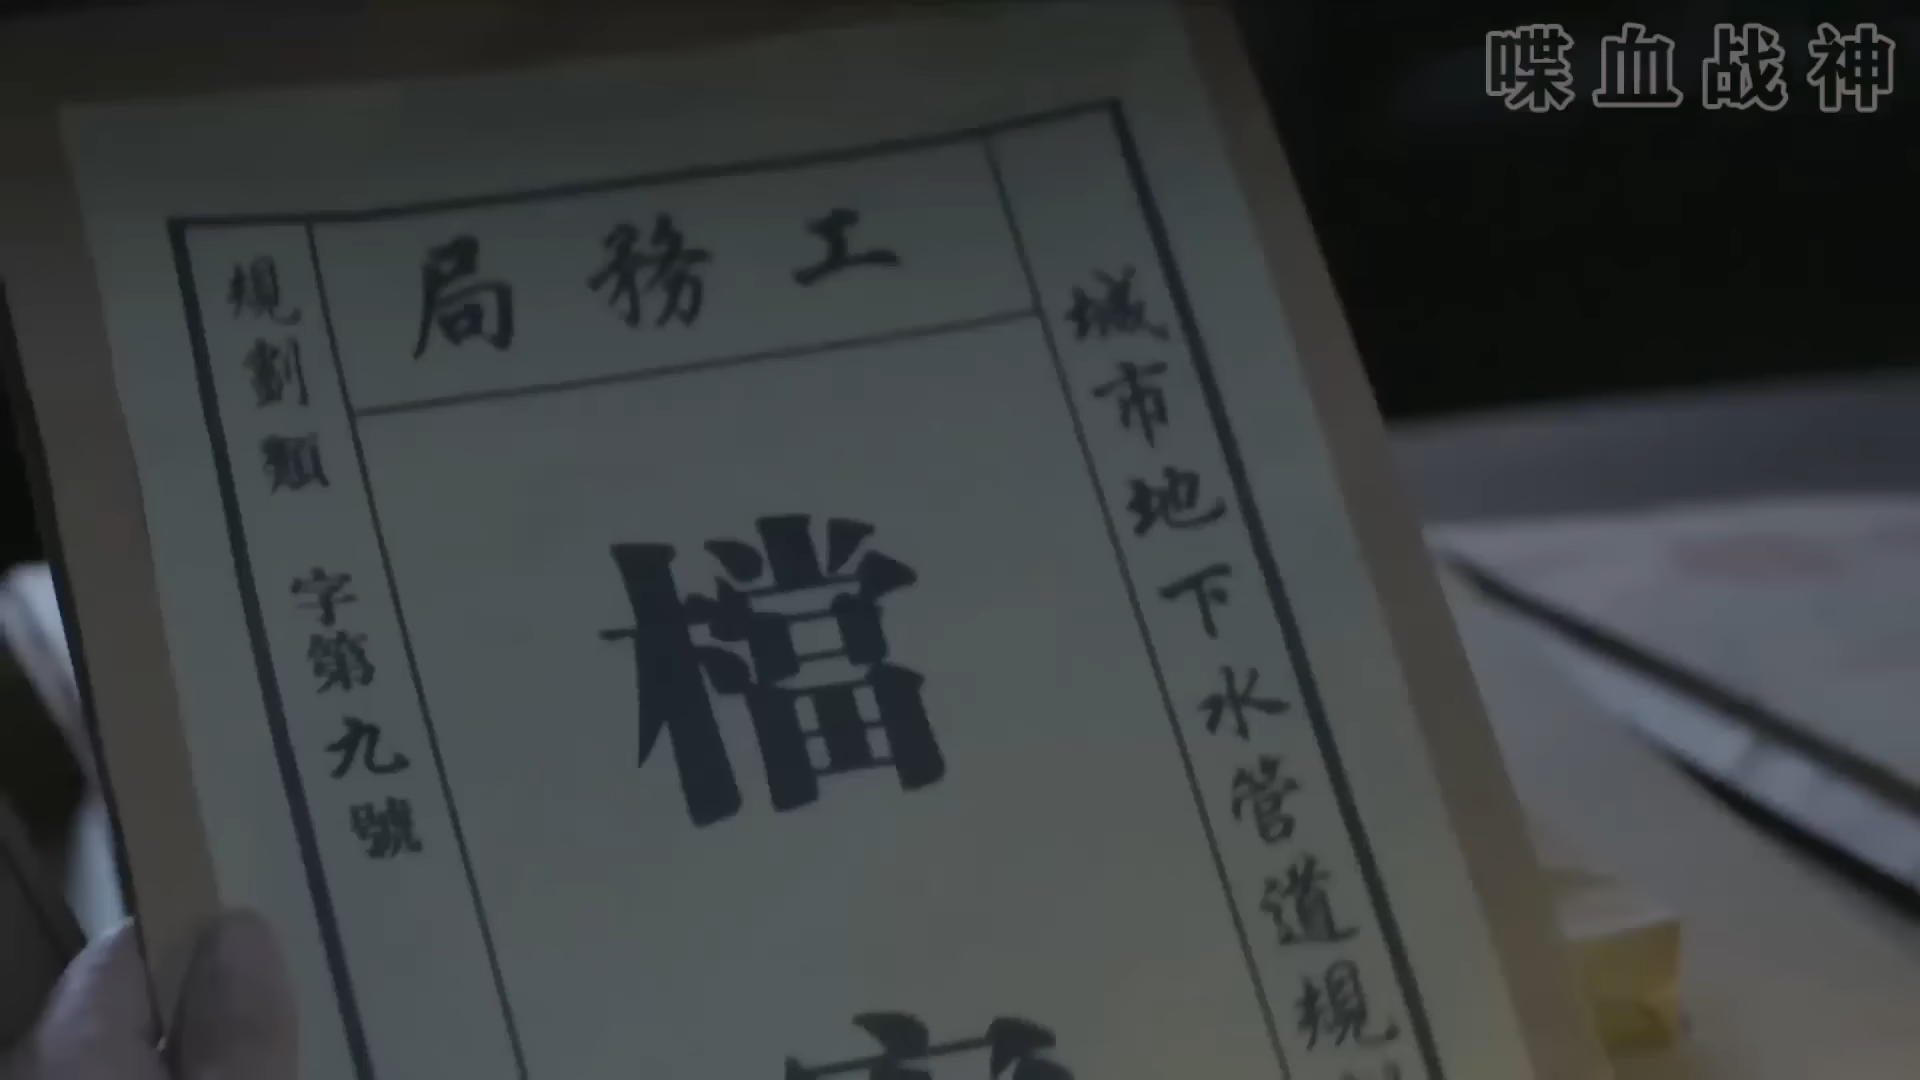 喋血战神
局務工
城市地下水管道規
檔
規劃類 字第九號